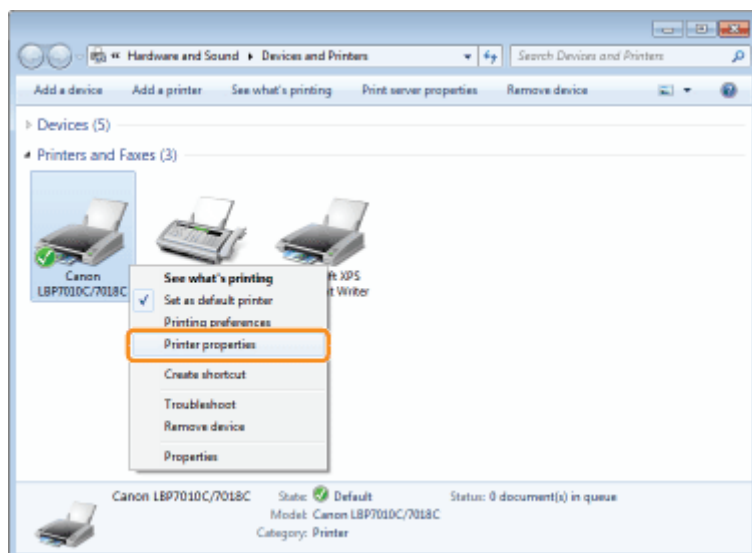 « Hardware and Sound ▸ Devices and Printers
Search Devices and Printers
Add a device Add a printer See what's printing Print server properties Remove device
Devices (5)
Printers and Faxes (3)
Canon
LBP7010C/7018C
ft XPS
t Writer
See what's printing
Set as default printer
Printing preferences
Printer properties
Create shortcut
Troubleshoot
Remove device
Properties
Canon LBP7010C/7018C State: Default Status: 0 document(s) in queue
Model: Canon LBP7010C/7018C
Category: Printer